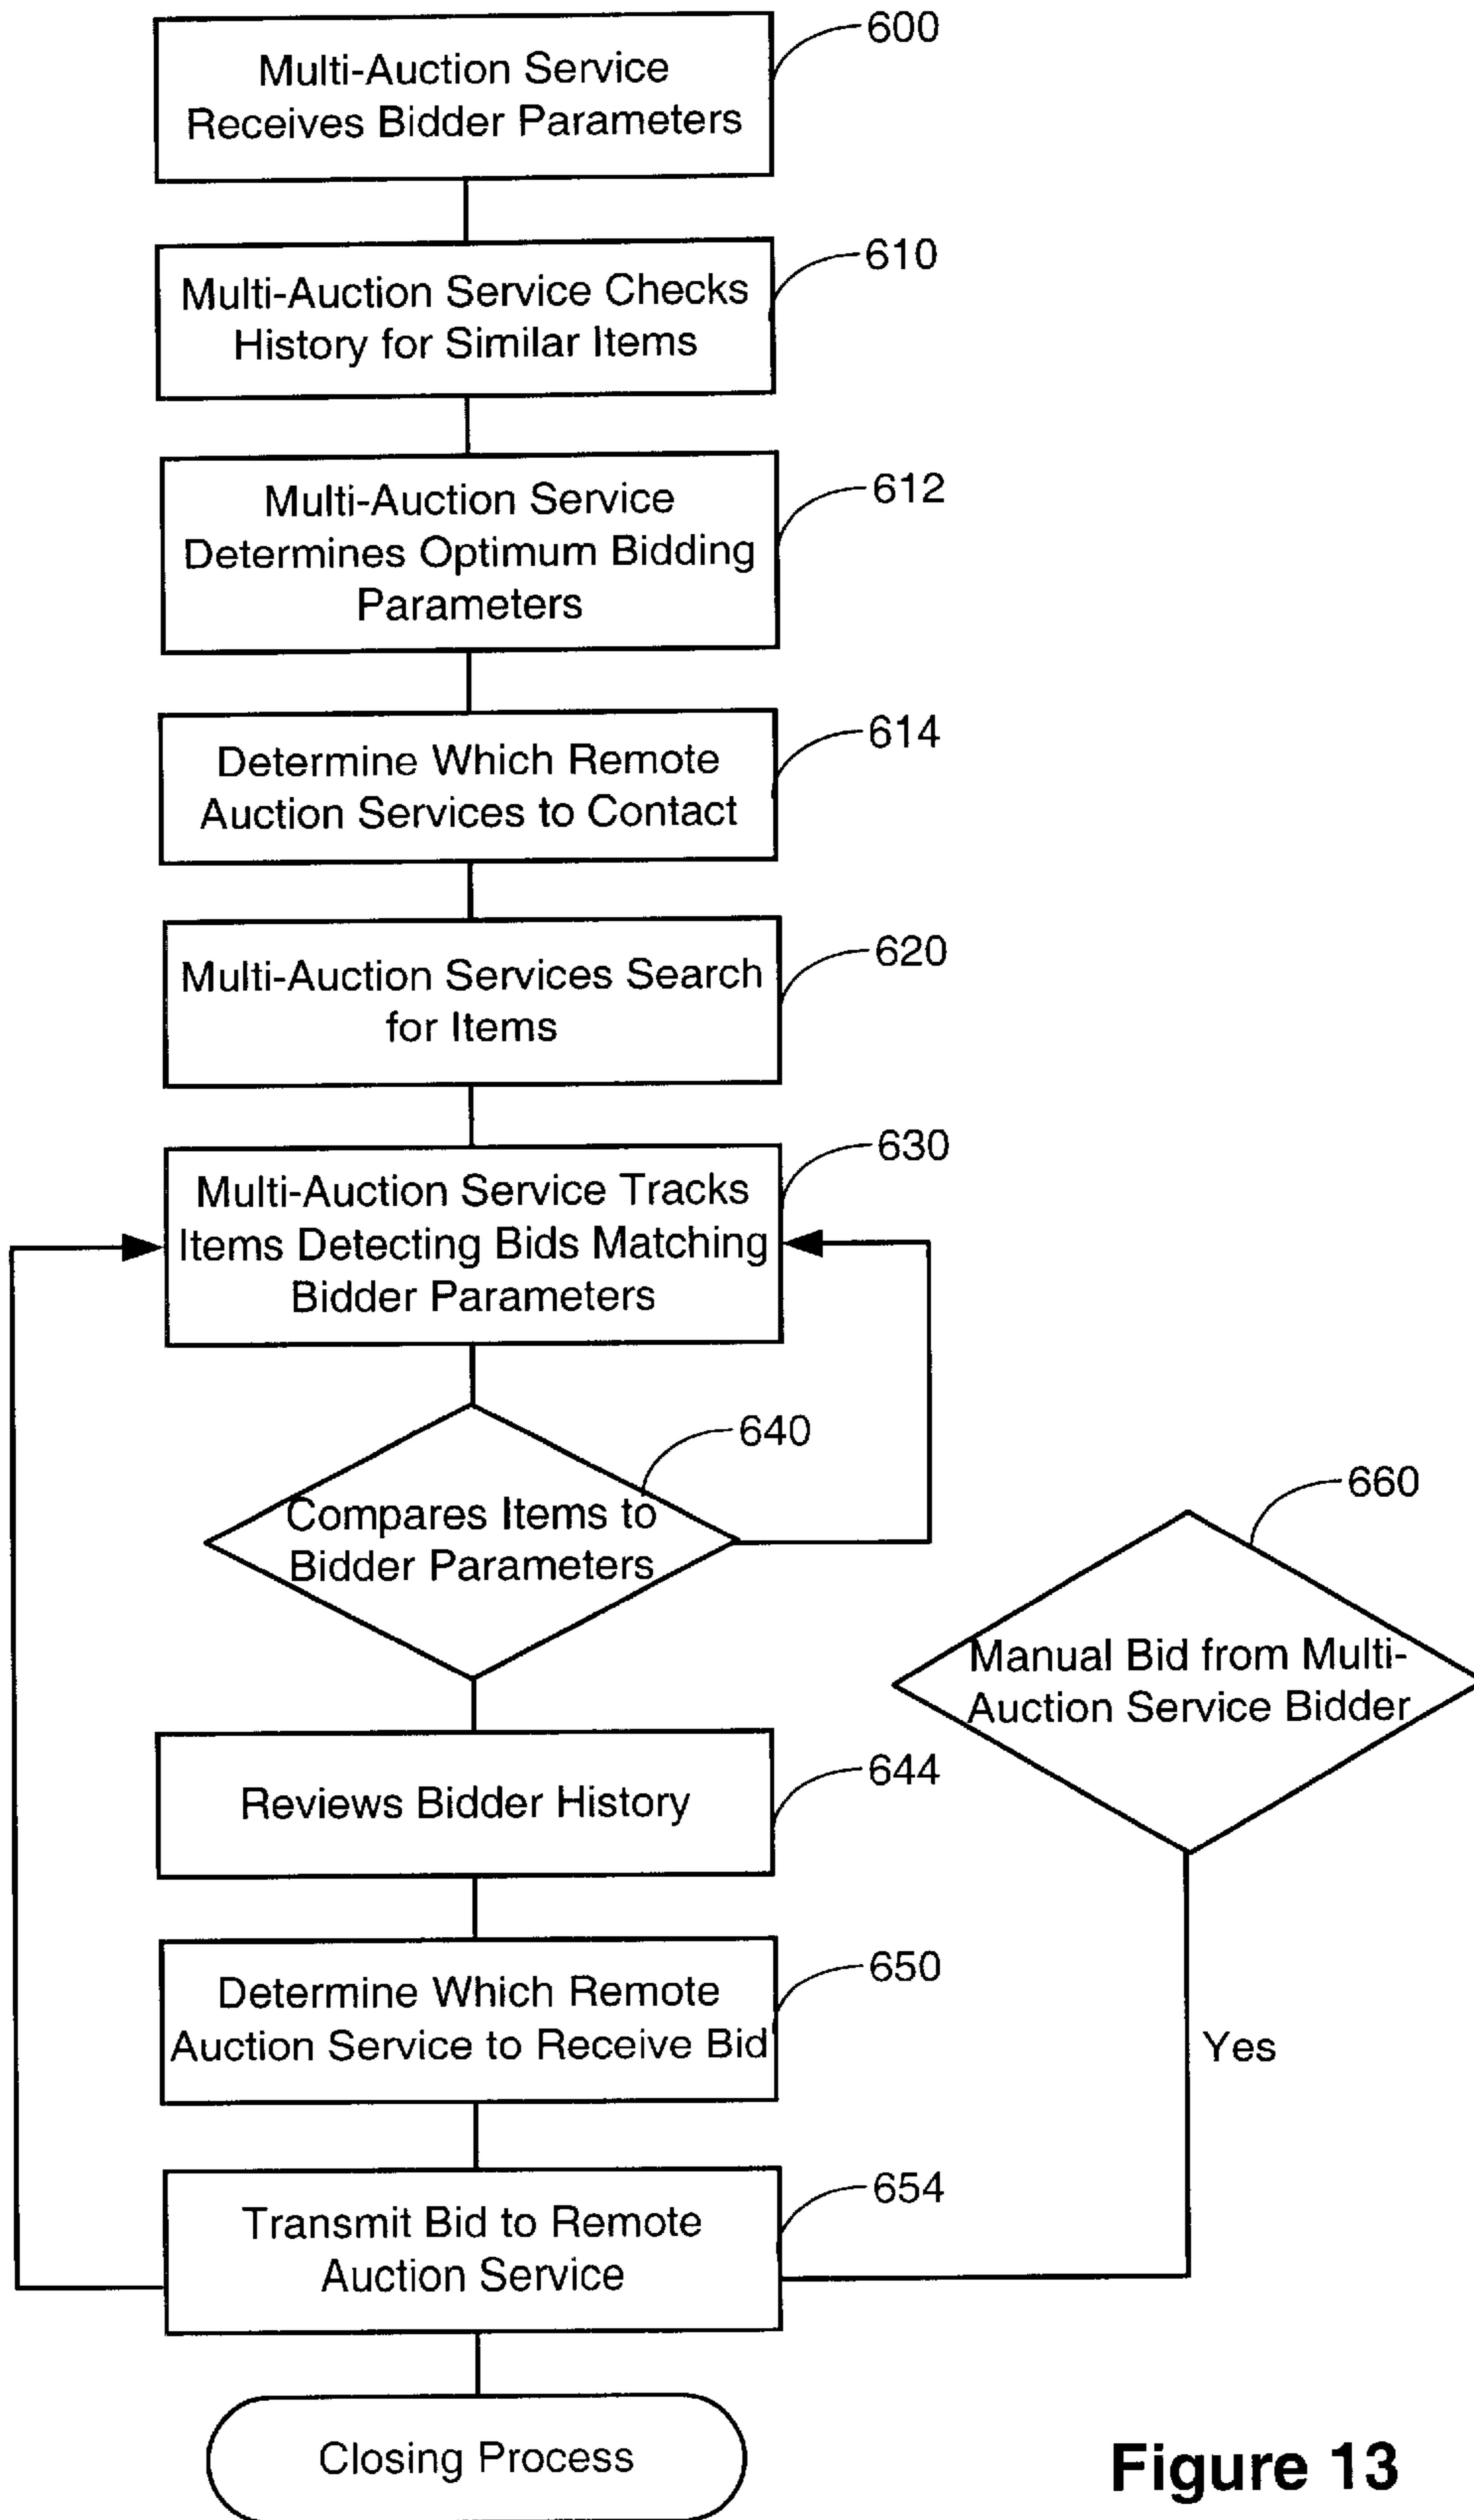 600
Multi-Auction Service
Receives Bidder Parameters
610
Multi-Auction Service Checks
History for Similar Items
612
Multi-Auction Service
Determines Optimum Bidding
Parameters
614
Determine Which Remote
Auction Services to Contact
620
Multi-Auction Services Search
for Items
630
Multi-Auction Service Tracks
Items Detecting Bids Matching
Bidder Parameters
640
Compares Items to
Bidder Parameters
660
Manual Bid from Multi-
Auction Service Bidder
644
Reviews Bidder History
650
Determine Which Remote
Auction Service to Receive Bid
Yes
654
Transmit Bid to Remote
Auction Service
Closing Process
Figure 13